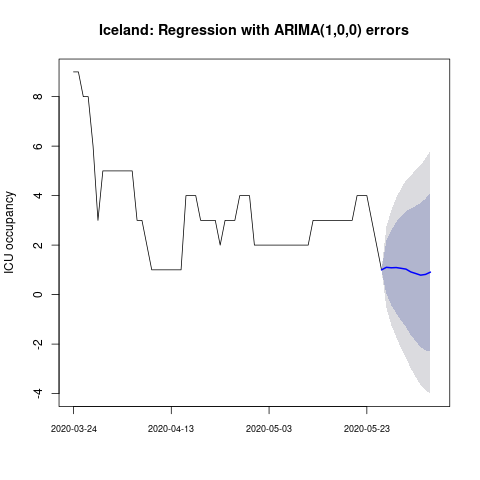 Iceland: Regression with ARIMA(1,0,0) errors
ICU occupancy
8
6
4
2
0
-2
-4
2020-03-24 2020-04-13 2020-05-03 2020-05-23